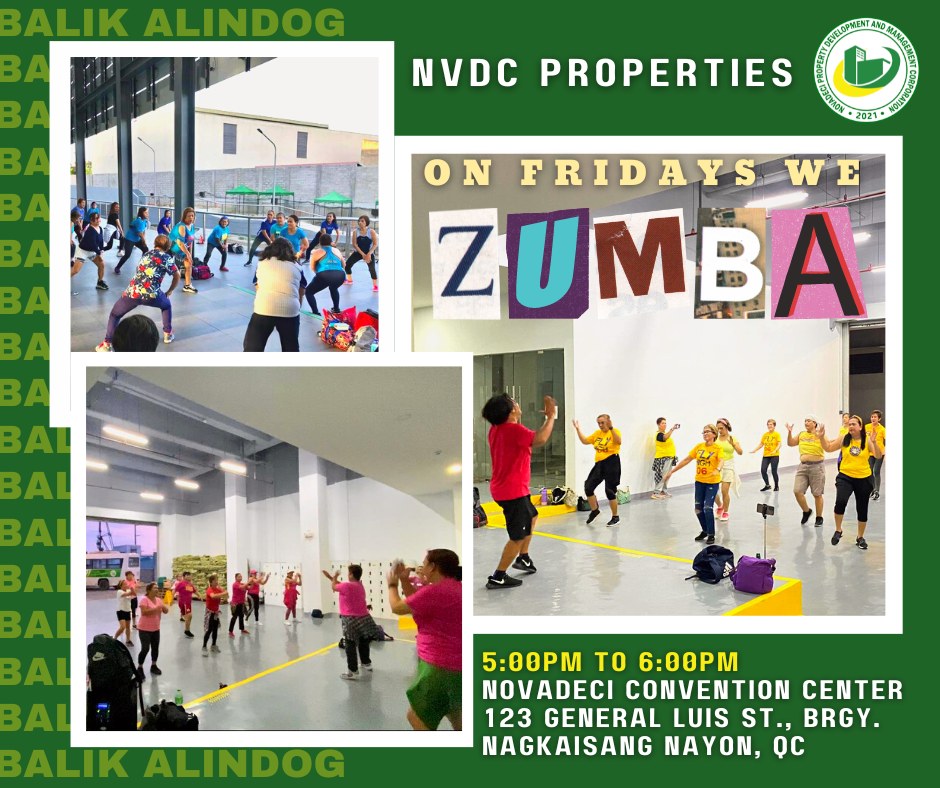 BALIK ALINDOG
NVDC PROPERTIES
NOVADECI PROPERTY DEVELOPMENT AND MANAGEMENT CORPORATION
• 2021 •
ON FRIDAYS WE
ZUMBA
5:00PM TO 6:00PM
NOVADECI CONVENTION CENTER
123 GENERAL LUIS ST., BRGY.
NAGKAISANG NAYON, QC
BA
BA
BA
BA
BA
BA
BA
BA
BALI
BAL
BAL
BAL
BAL
BAL
BAL
BALIK ALINDOG